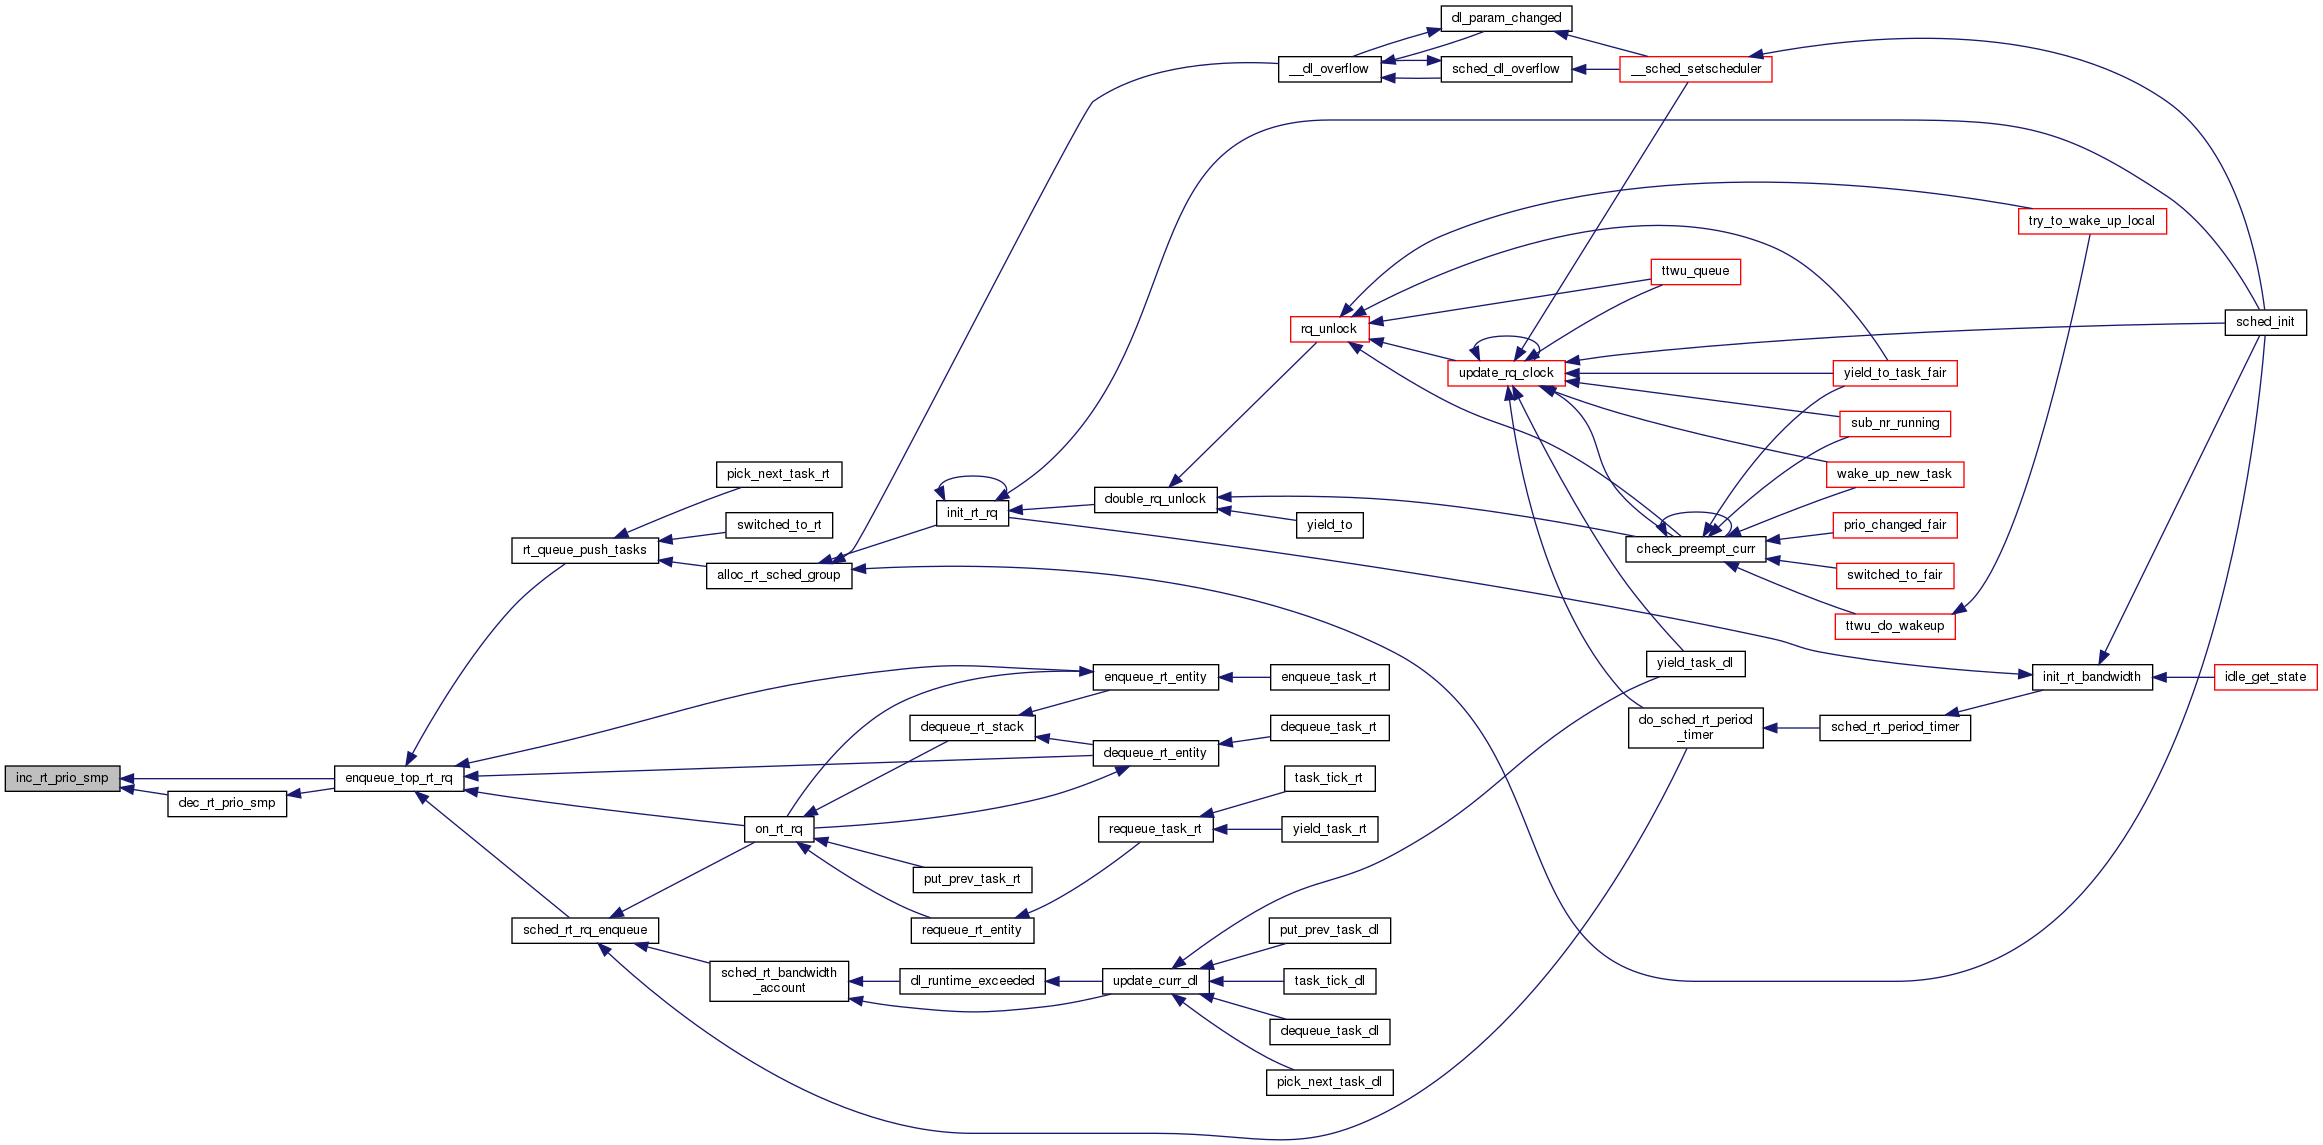 dl_param_changed
__dl_overflow
sched_dl_overflow
__sched_setscheduler
try_to_wake_up_local
ttwu_queue
rq_unlock
sched_init
update_rq_clock
yield_to_task_fair
sub_nr_running
pick_next_task_rt
wake_up_new_task
double_rq_unlock
init_rt_rq
switched_to_rt
yield_to
prio_changed_fair
rt_queue_push_tasks
check_preempt_curr
alloc_rt_sched_group
switched_to_fair
ttwu_do_wakeup
yield_task_dl
enqueue_rt_entity
enqueue_task_rt
init_rt_bandwidth
idle_get_state
dequeue_rt_stack
dequeue_task_rt
do_sched_rt_period
_timer
sched_rt_period_timer
dequeue_rt_entity
inc_rt_prio_smp
enqueue_top_rt_rq
task_tick_rt
dec_rt_prio_smp
on_rt_rq
requeue_task_rt
yield_task_rt
put_prev_task_rt
sched_rt_rq_enqueue
requeue_rt_entity
put_prev_task_dl
sched_rt_bandwidth
_account
dl_runtime_exceeded
update_curr_dl
task_tick_dl
dequeue_task_dl
pick_next_task_dl